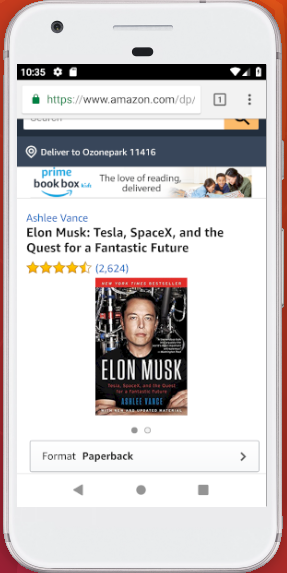 10:35
https://www.amazon.com/dp/
1
Search
Deliver to Ozonepark 11416
prime
book box kids
The love of reading,
delivered
Ashlee Vance
Elon Musk: Tesla, SpaceX, and the
Quest for a Fantastic Future
(2,624)
NEW YORK TIMES BESTSELLER
ELON MUSK
Tesla, SpaceX, and the Quest
for a Fantastic Future
ASHLEE VANCE
WITH NEW AND UPDATED MATERIAL
Format Paperback